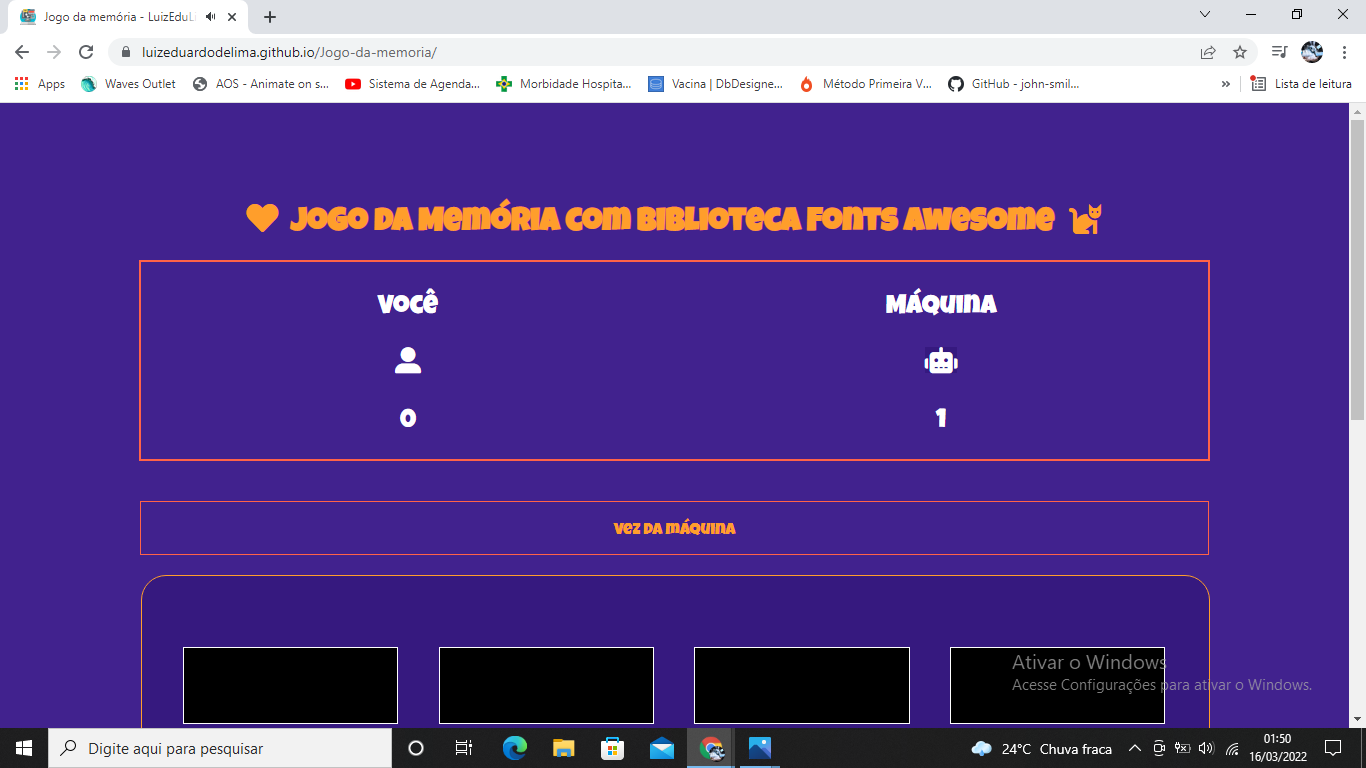 Jogo da memória - LuizEduLi
luizeduardodelima.github.io/Jogo-da-memoria/
Apps Waves Outlet AOS - Animate on s... Sistema de Agenda... Morbidade Hospita... Vacina | DbDesigne... Método Primeira V... GitHub - john-smil... » Lista de leitura
Jogo da Memória com biblioteca Fonts Awesome
Você Máquina
0 1
Vez da máquina
Ativar o Windows
Acesse Configurações para ativar o Windows.
Digite aqui para pesquisar
24°C Chuva fraca
01:50
16/03/2022